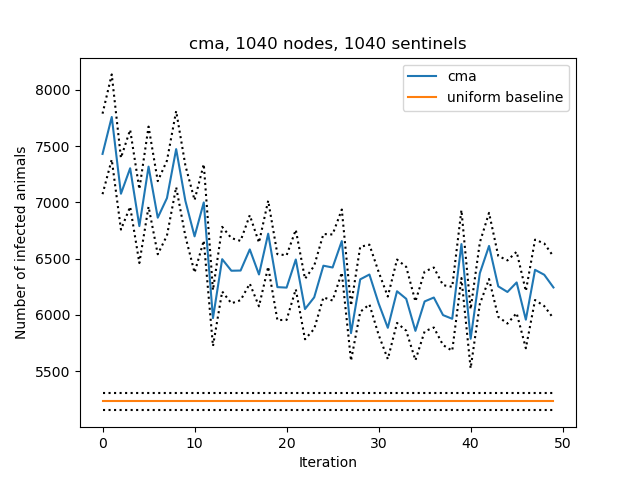 cma, 1040 nodes, 1040 sentinels
cma
uniform baseline
8000
7500
7000
6500
6000
5500
Number of infected animals
0 10 20 30 40 50
Iteration